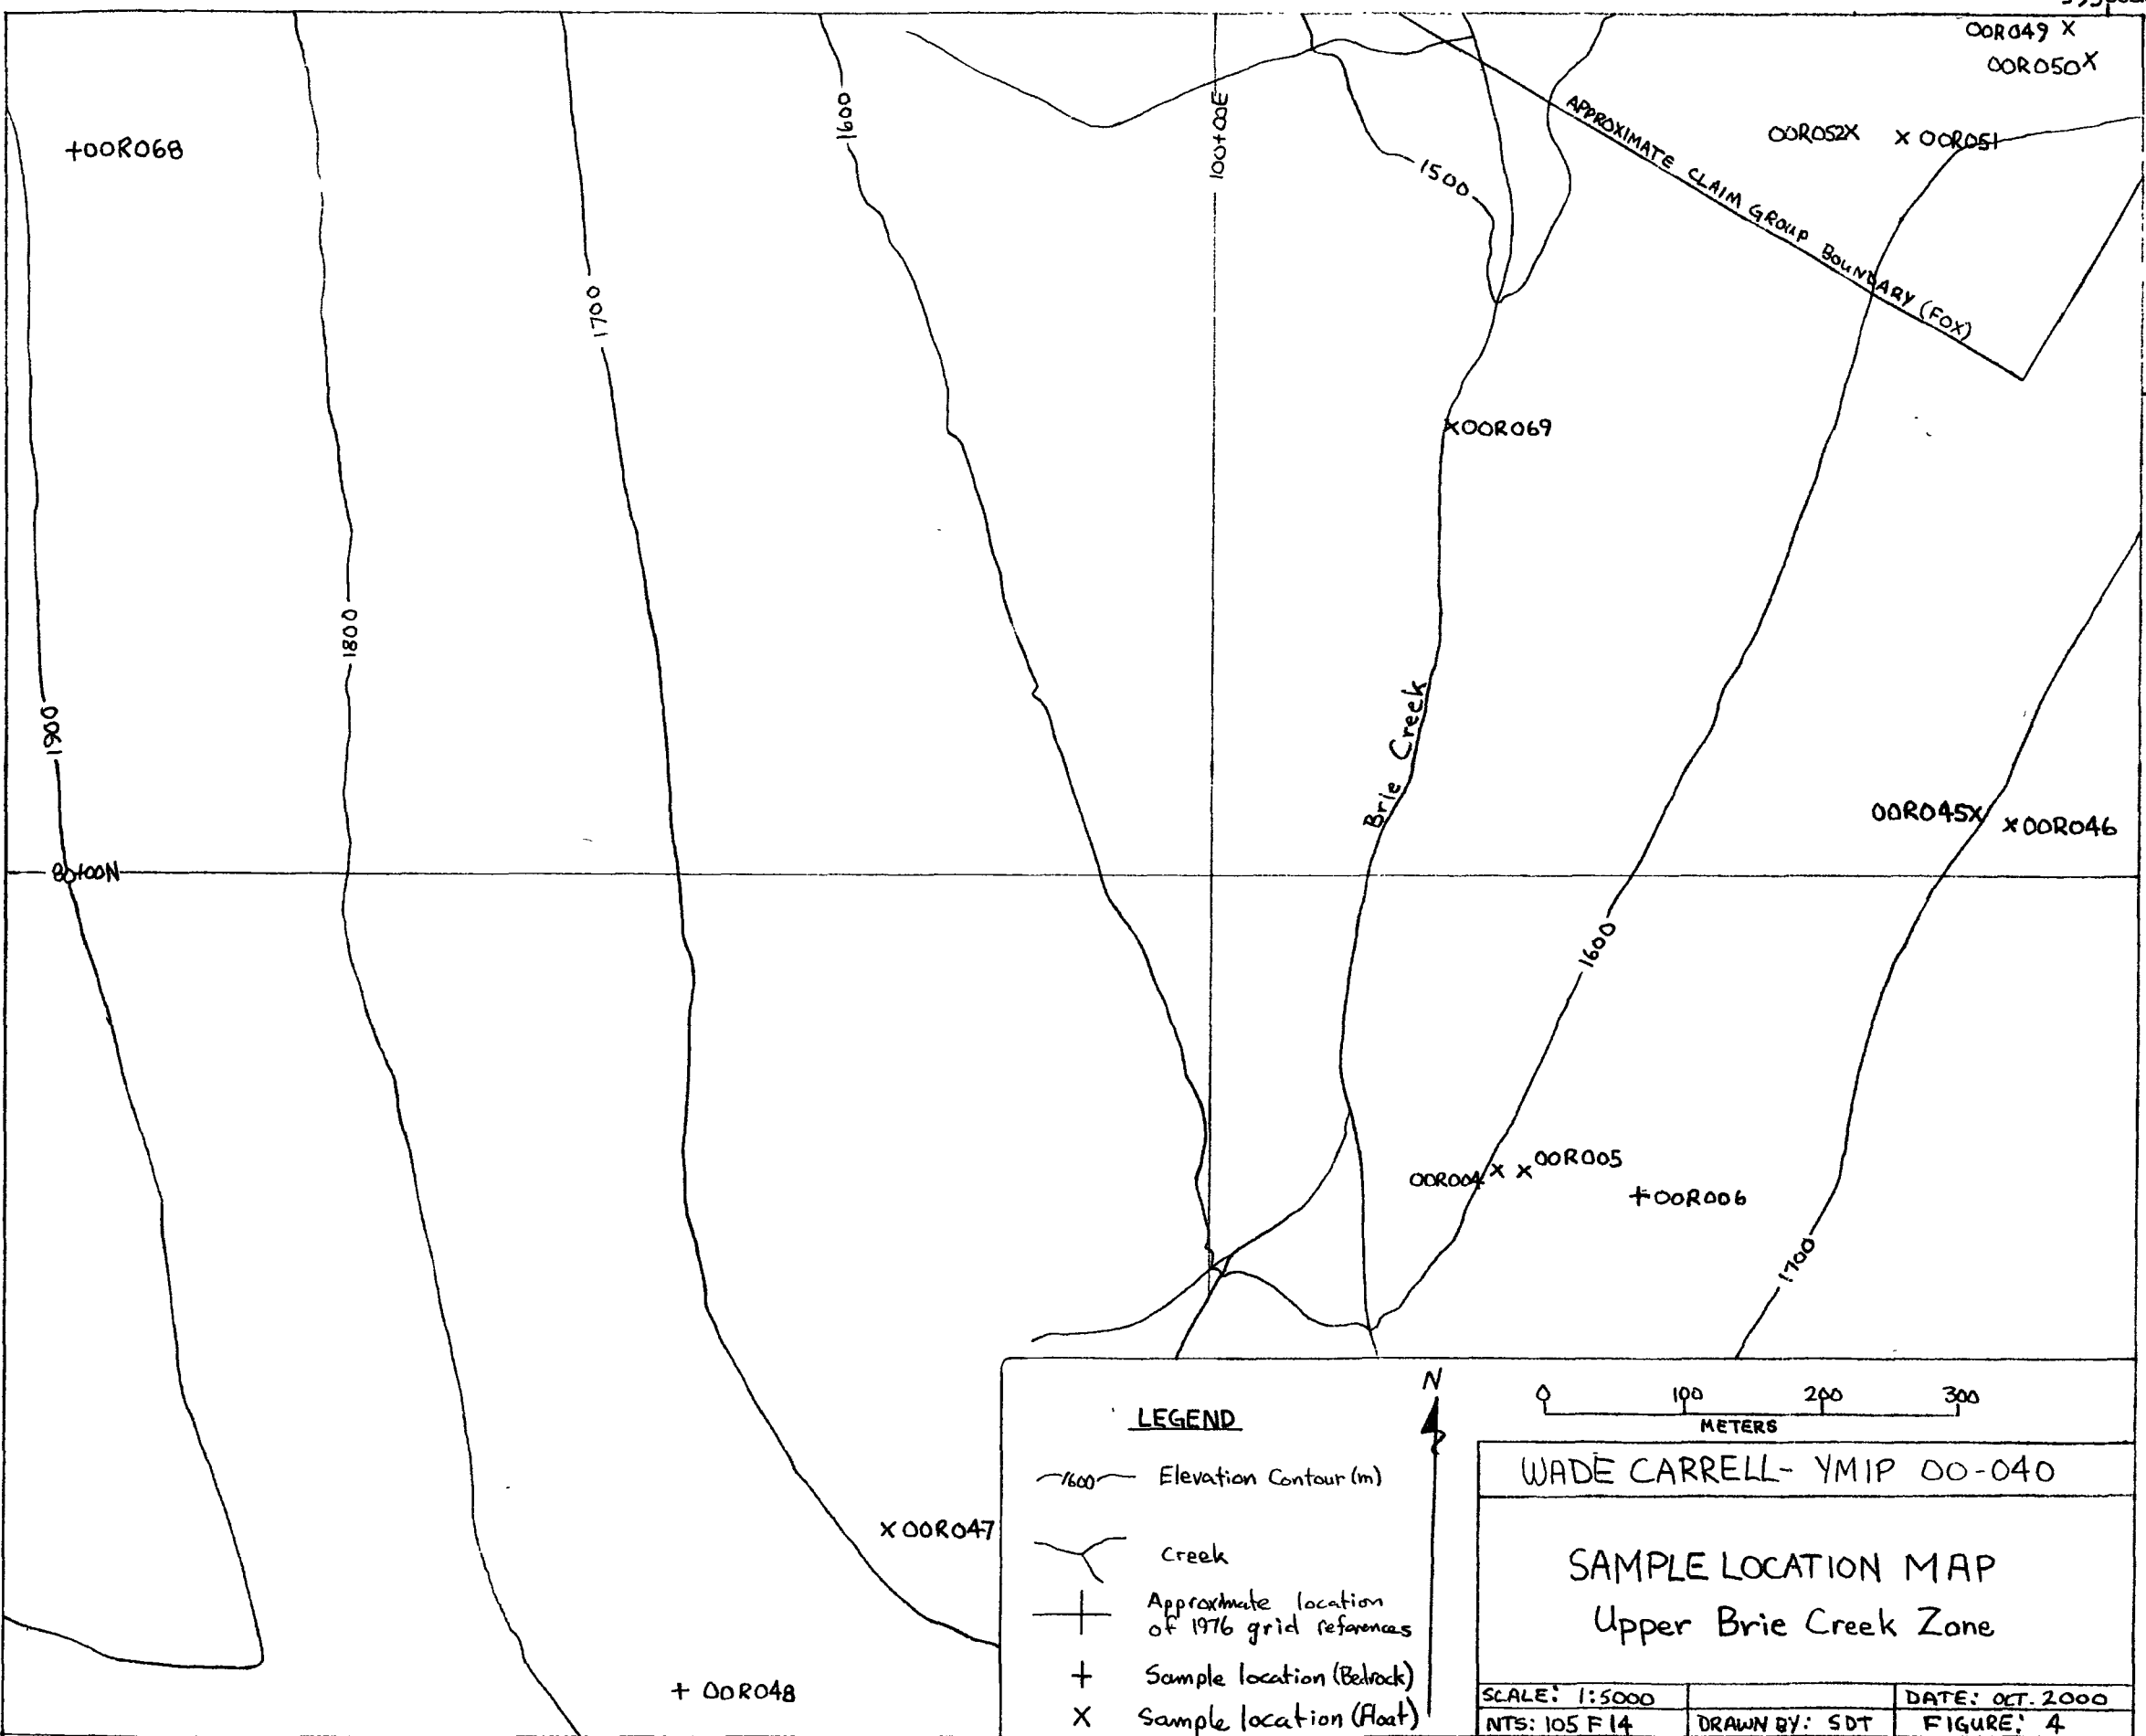 00R049 X
00R050 X
+00R068
1600
100+00E
1500
APPROXIMATE CLAIM GROUP BOUNDARY (FOX)
00R052X
X 00R051
1700
X00R069
1800
Brie Creek
1900
00R045X
X00R046
80+00N
1600
00R004 X
X 00R005
+00R006
1700
X 00R047
+ 00R048
LEGEND
N
1600 Elevation Contour (m)
Creek
Approximate location
of 1976 grid references
+ Sample location (Bedrock)
X Sample location (Float)
0 100 200 300
METERS
WADE CARRELL- YMIP 00-040
SAMPLE LOCATION MAP
Upper Brie Creek Zone
SCALE: 1:5000
DATE: OCT. 2000
NTS: 105 F 14
DRAWN BY: SDT
FIGURE: 4